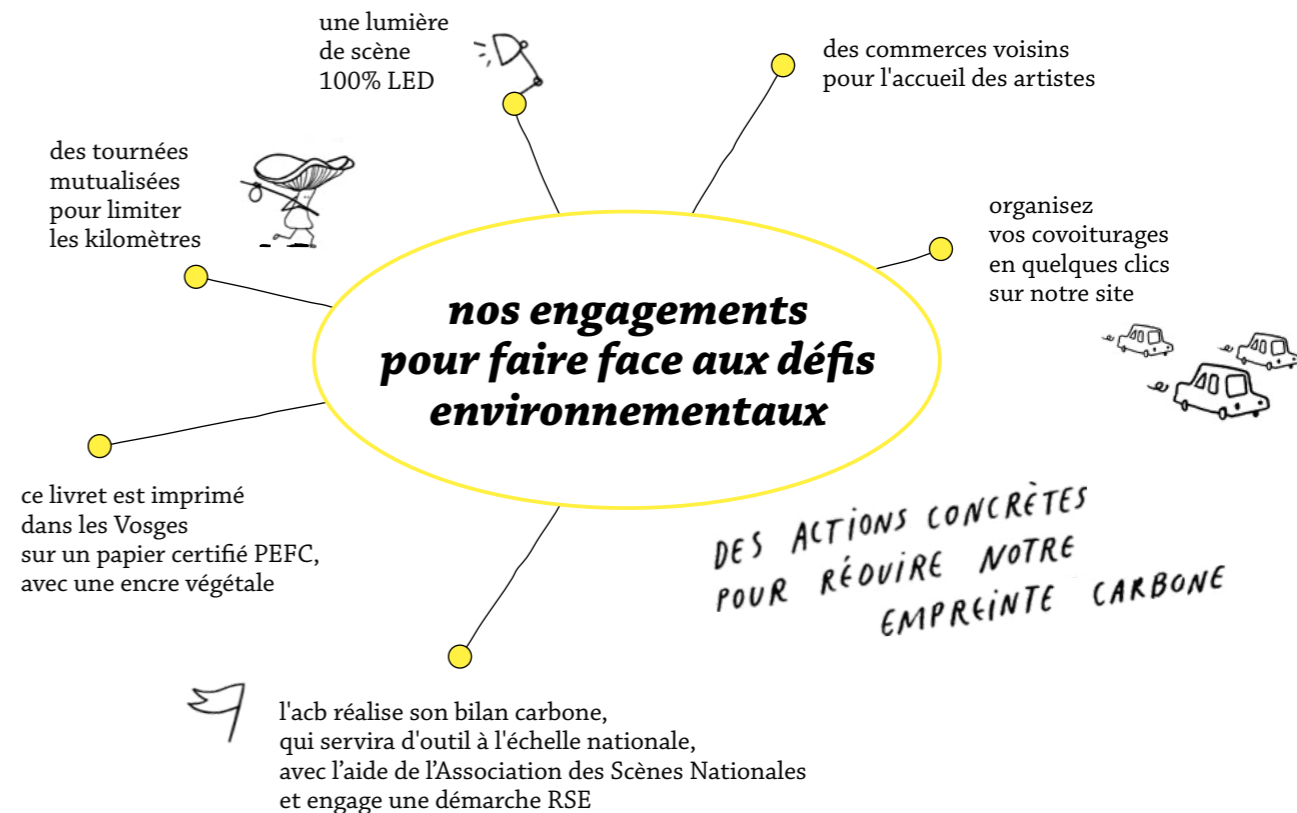 une lumière
de scène
100% LED
des commerces voisins
pour l'accueil des artistes
des tournées
mutualisées
pour limiter
les kilomètres
organisez
vos covoiturages
en quelques clics
sur notre site
nos engagements
pour faire face aux défis
environnementaux
ce livret est imprimé
dans les Vosges
sur un papier certifié PEFC,
avec une encre végétale
DES ACTIONS CONCRÈTES
POUR RÉDUIRE NOTRE
EMPREINTE CARBONE
l'acb réalise son bilan carbone,
qui servira d'outil à l'échelle nationale,
avec l’aide de l’Association des Scènes Nationales
et engage une démarche RSE